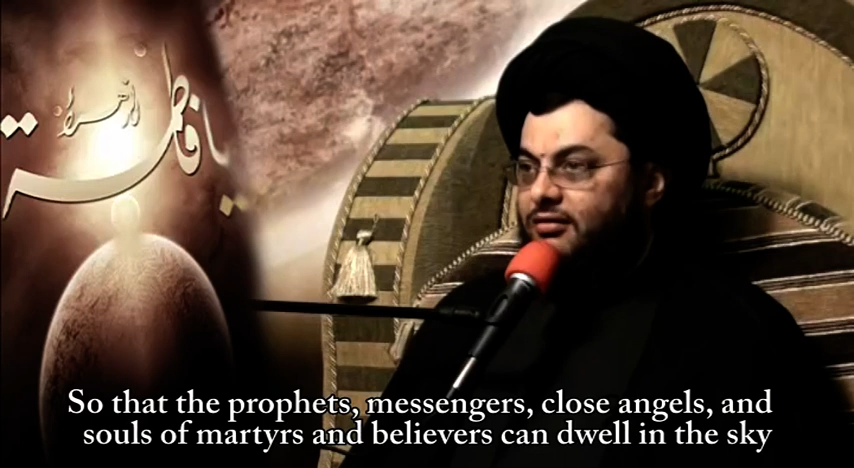 يا فاطمة
الزهراء
So that the prophets, messengers, close angels, and
souls of martyrs and believers can dwell in the sky